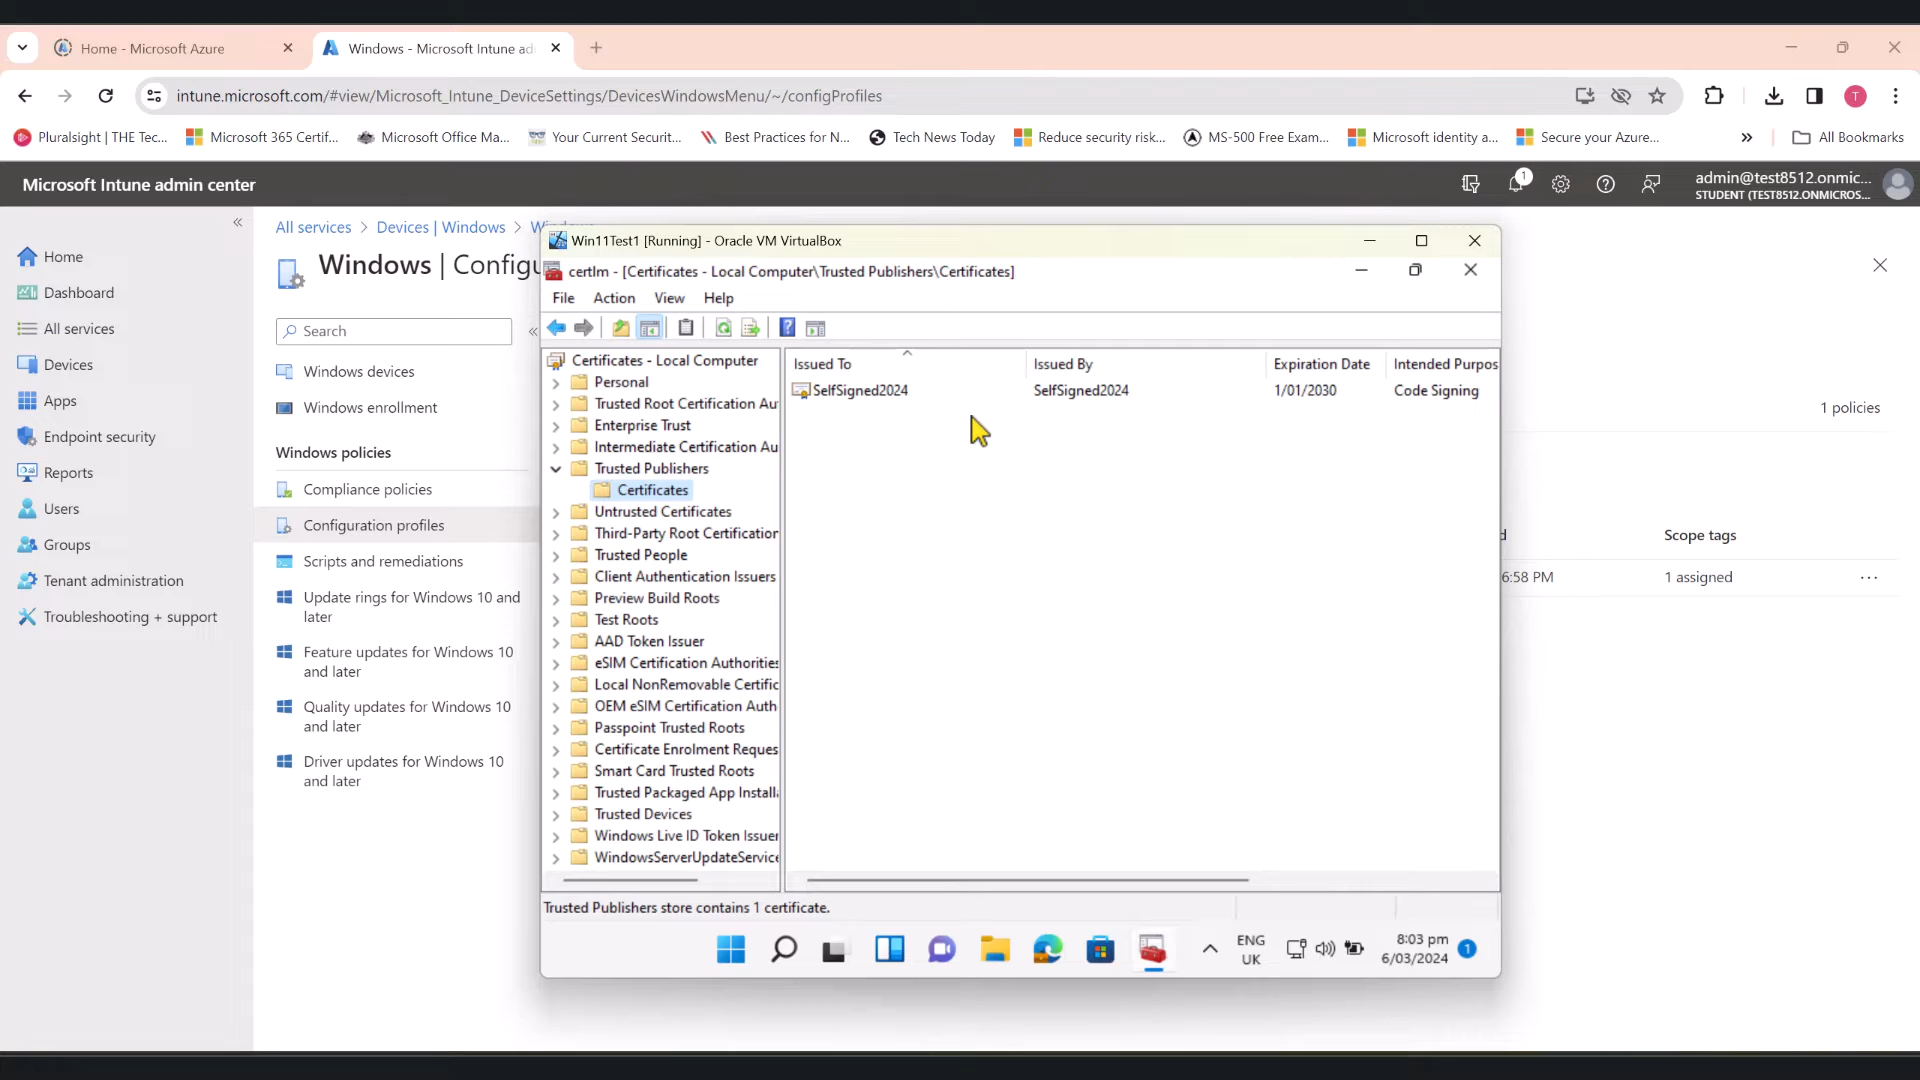 Home - Microsoft Azure
Windows - Microsoft Intune ad
intune.microsoft.com/#view/Microsoft_Intune_DeviceSettings/DevicesWindowsMenu/~/configProfiles
T
Pluralsight | THE Tec...
Microsoft 365 Certif...
Microsoft Office Ma...
Your Current Securit...
Best Practices for N...
Tech News Today
Reduce security risk...
MS-500 Free Exam...
Microsoft identity a...
Secure your Azure...
All Bookmarks
Microsoft Intune admin center
1
admin@test8512.onmic...
STUDENT (TEST8512.ONMICROS...
Home
Dashboard
All services
Devices
Apps
Endpoint security
Reports
Users
Groups
Tenant administration
Troubleshooting + support
All services > Devices | Windows >
Windows | Configu
Search
Windows devices
Windows enrollment
Windows policies
Compliance policies
Configuration profiles
Scripts and remediations
Update rings for Windows 10 and
later
Feature updates for Windows 10
and later
Quality updates for Windows 10
and later
Driver updates for Windows 10
and later
1 policies
d
Scope tags
6:58 PM
1 assigned
Win11Test1 [Running] - Oracle VM VirtualBox
certlm - [Certificates - Local Computer\Trusted Publishers\Certificates]
File Action View Help
Certificates - Local Computer
Personal
Trusted Root Certification Au
Enterprise Trust
Intermediate Certification Au
Trusted Publishers
Certificates
Untrusted Certificates
Third-Party Root Certification
Trusted People
Client Authentication Issuers
Preview Build Roots
Test Roots
AAD Token Issuer
eSIM Certification Authorities
Local NonRemovable Certific
OEM eSIM Certification Auth
Passpoint Trusted Roots
Certificate Enrolment Reques
Smart Card Trusted Roots
Trusted Packaged App Install
Trusted Devices
Windows Live ID Token Issuer
WindowsServerUpdateService
Issued To
Issued By
Expiration Date
Intended Purpos
SelfSigned2024
SelfSigned2024
1/01/2030
Code Signing
Trusted Publishers store contains 1 certificate.
ENG
UK
8:03 pm
6/03/2024
1